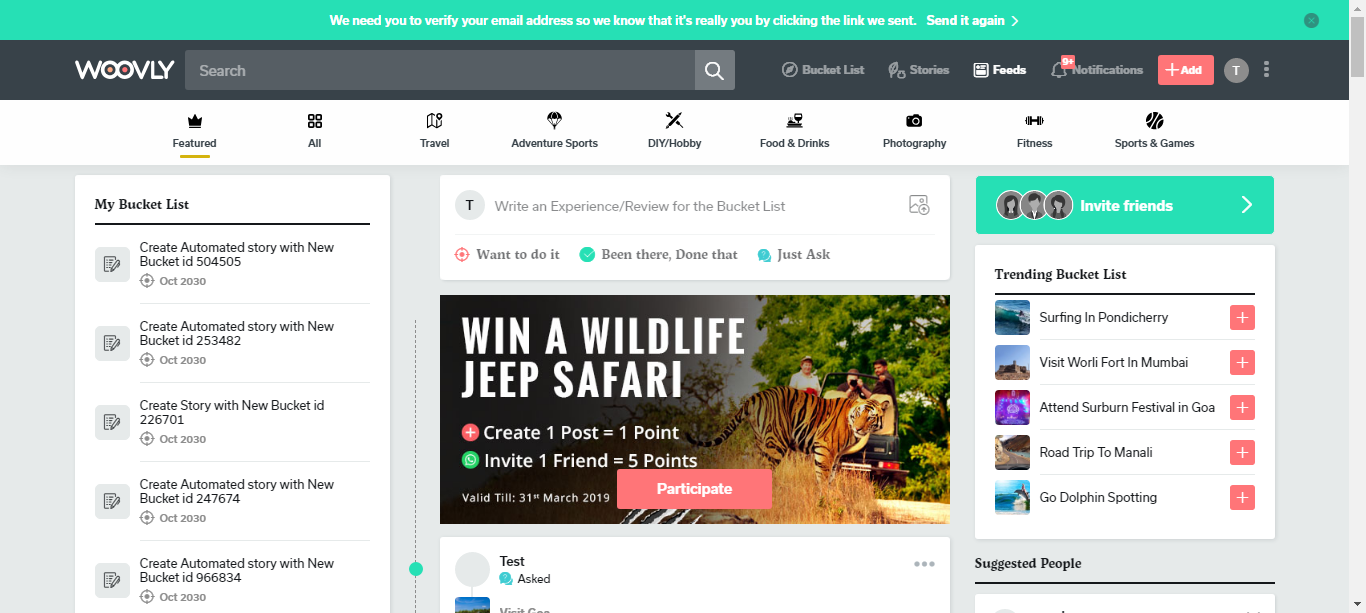 We need you to verify your email address so we know that it's really you by clicking the link we sent. Send it again
WOOVLY
Search
Bucket List
Stories
Feeds
9+
Notifications
Add
T
Featured
All
Travel
Adventure Sports
DIY/Hobby
Food & Drinks
Photography
Fitness
Sports & Games
My Bucket List
Create Automated story with New
Bucket id 504505
Oct 2030
Create Automated story with New
Bucket id 253482
Oct 2030
Create Story with New Bucket id
226701
Oct 2030
Create Automated story with New
Bucket id 247674
Oct 2030
Create Automated story with New
Bucket id 966834
Oct 2030
T
Write an Experience/Review for the Bucket List
Want to do it
Been there, Done that
Just Ask
WIN A WILDLIFE
JEEP SAFARI
Create 1 Post = 1 Point
Invite 1 Friend = 5 Points
Valid Till: 31st March 2019
Participate
Test
Asked
Visit Goa
Invite friends
Trending Bucket List
Surfing In Pondicherry
Visit Worli Fort In Mumbai
Attend Surburn Festival in Goa
Road Trip To Manali
Go Dolphin Spotting
Suggested People